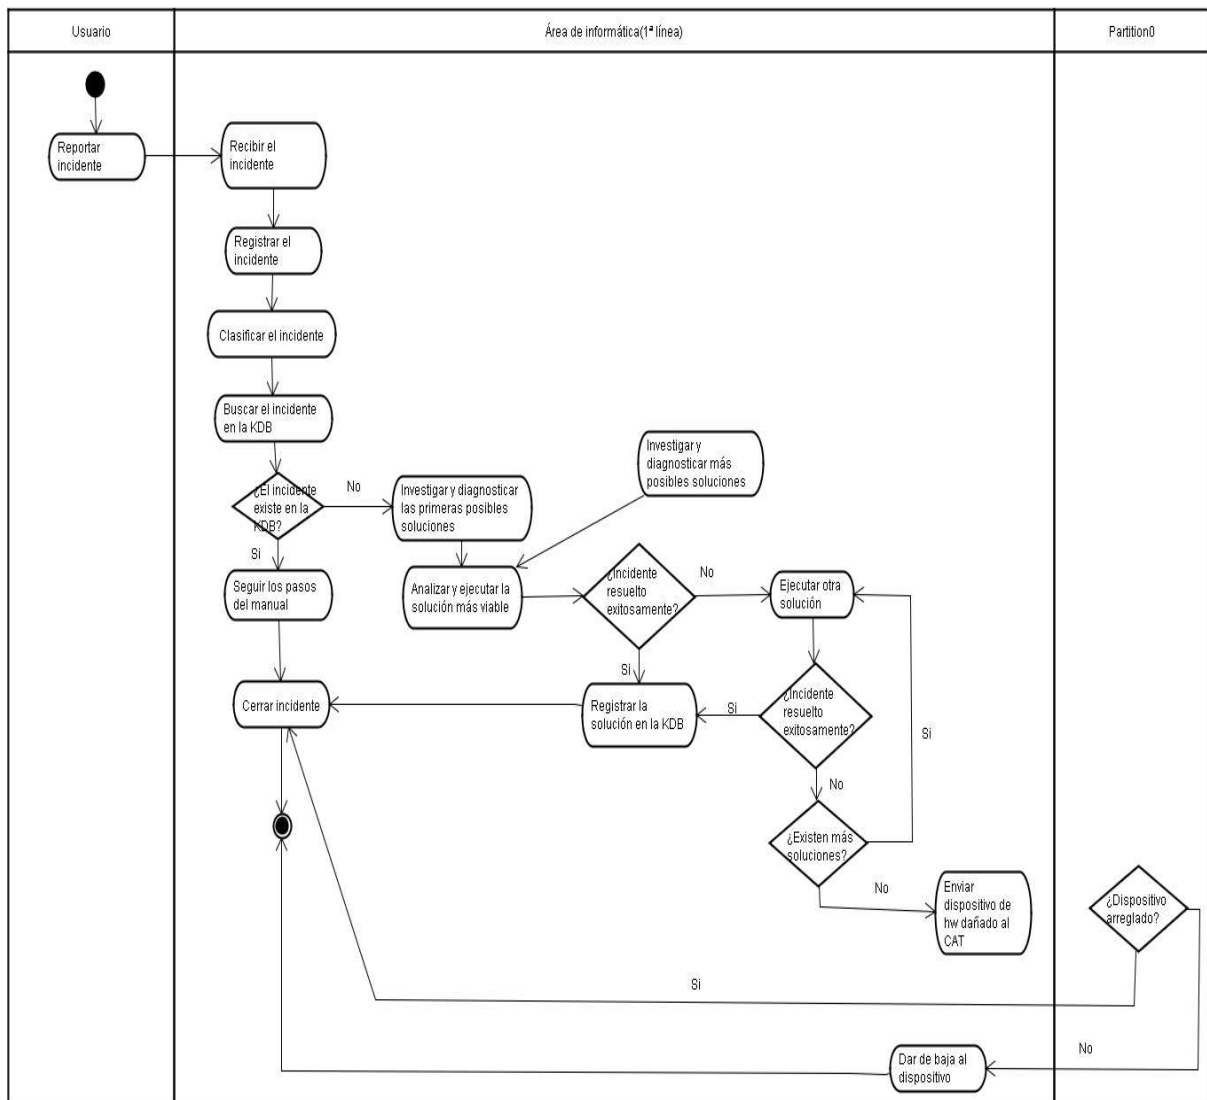 Usuario
Área de informática(1ª línea)
Partition0
Reportar
incidente
Recibir el
incidente
Registrar el
incidente
Clasificar el incidente
Buscar el incidente
en la KDB
¿El incidente
existe en la
KDB?
No
Si
Investigar y diagnosticar
las primeras posibles
soluciones
Investigar y
diagnosticar más
posibles soluciones
Seguir los pasos
del manual
Analizar y ejecutar la
solución más viable
¿Incidente
resuelto
exitosamente?
No
Si
Ejecutar otra
solución
Cerrar incidente
Registrar la
solución en la KDB
Si
¿Incidente
resuelto
exitosamente?
Si
No
¿Existen más
soluciones?
No
Enviar
dispositivo de
hw dañado al
CAT
¿Dispositivo
arreglado?
Si
No
Dar de baja al
dispositivo